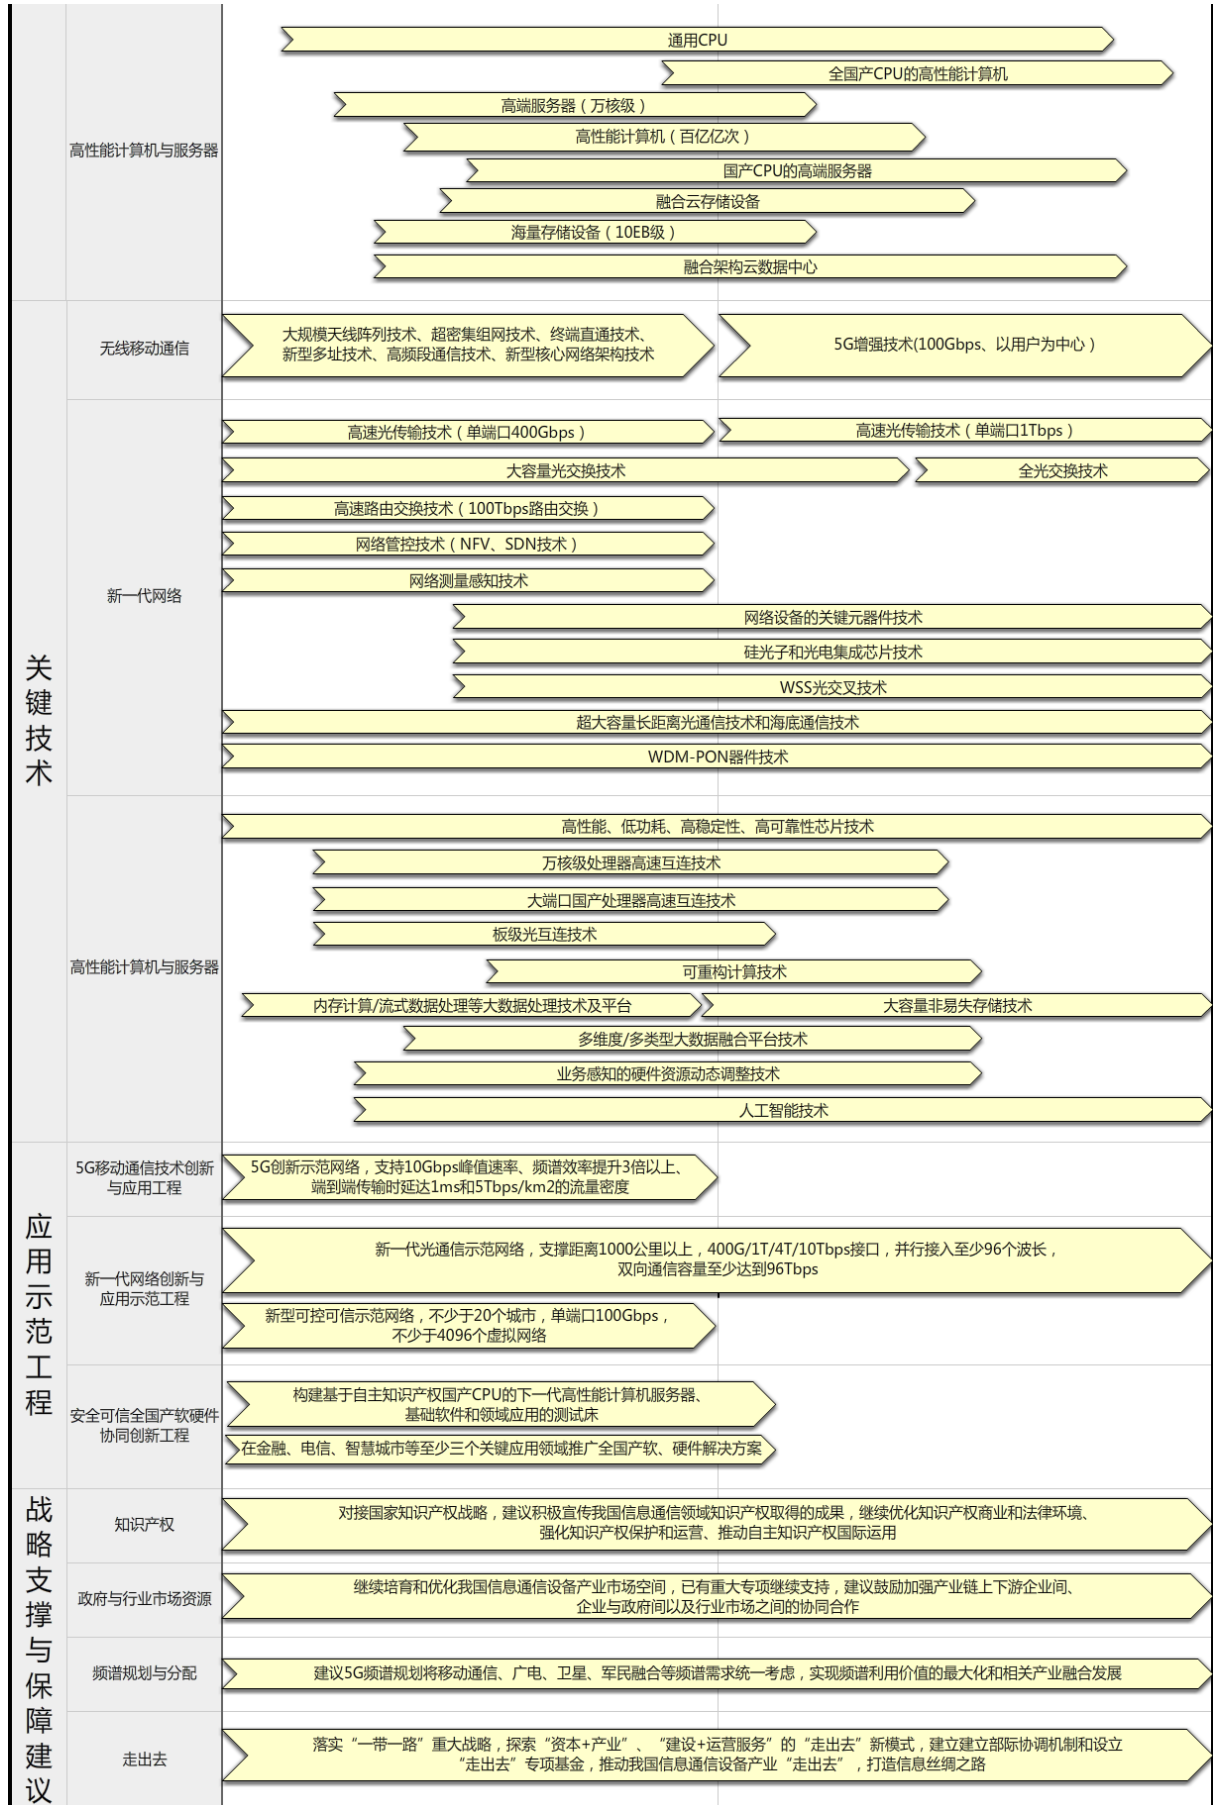 通用CPU
全国产CPU的高性能计算机
高端服务器（万核级）
高性能计算机（百亿亿次）
高性能计算机与服务器
国产CPU的高端服务器
融合云存储设备
海量存储设备（10EB级）
融合架构云数据中心
关键技术
无线移动通信
大规模天线阵列技术、超密集组网技术、终端直通技术、
新型多址技术、高频段通信技术、新型核心网络架构技术
5G增强技术(100Gbps、以用户为中心）
新一代网络
高速光传输技术（单端口400Gbps）
高速光传输技术（单端口1Tbps）
大容量光交换技术
全光交换技术
高速路由交换技术（100Tbps路由交换）
网络管控技术（NFV、SDN技术）
网络测量感知技术
网络设备的关键元器件技术
硅光子和光电集成芯片技术
WSS光交叉技术
超大容量长距离光通信技术和海底通信技术
WDM-PON器件技术
高性能计算机与服务器
高性能、低功耗、高稳定性、高可靠性芯片技术
万核级处理器高速互连技术
大端口国产处理器高速互连技术
板级光互连技术
可重构计算技术
内存计算/流式数据处理等大数据处理技术及平台
大容量非易失存储技术
多维度/多类型大数据融合平台技术
业务感知的硬件资源动态调整技术
人工智能技术
应用示范工程
5G移动通信技术创新
与应用工程
5G创新示范网络，支持10Gbps峰值速率、频谱效率提升3倍以上、
端到端传输时延达1ms和5Tbps/km2的流量密度
新一代网络创新与
应用示范工程
新一代光通信示范网络，支撑距离1000公里以上，400G/1T/4T/10Tbps接口，并行接入至少96个波长，
双向通信容量至少达到96Tbps
新型可控可信示范网络，不少于20个城市，单端口100Gbps，
不少于4096个虚拟网络
安全可信全国产软硬件
协同创新工程
构建基于自主知识产权国产CPU的下一代高性能计算机服务器、
基础软件和领域应用的测试床
在金融、电信、智慧城市等至少三个关键应用领域推广全国产软、硬件解决方案
战略支撑与保障建议
知识产权
对接国家知识产权战略，建议积极宣传我国信息通信领域知识产权取得的成果，继续优化知识产权商业和法律环境、
强化知识产权保护和运营、推动自主知识产权国际运用
政府与行业市场资源
继续培育和优化我国信息通信设备产业市场空间，已有重大专项继续支持，建议鼓励加强产业链上下游企业间、
企业与政府间以及行业市场之间的协同合作
频谱规划与分配
建议5G频谱规划将移动通信、广电、卫星、军民融合等频谱需求统一考虑，实现频谱利用价值的最大化和相关产业融合发展
走出去
落实“一带一路”重大战略，探索“资本+产业”、“建设+运营服务”的“走出去”新模式，建立建立部际协调机制和设立
“走出去”专项基金，推动我国信息通信设备产业“走出去”，打造信息丝绸之路